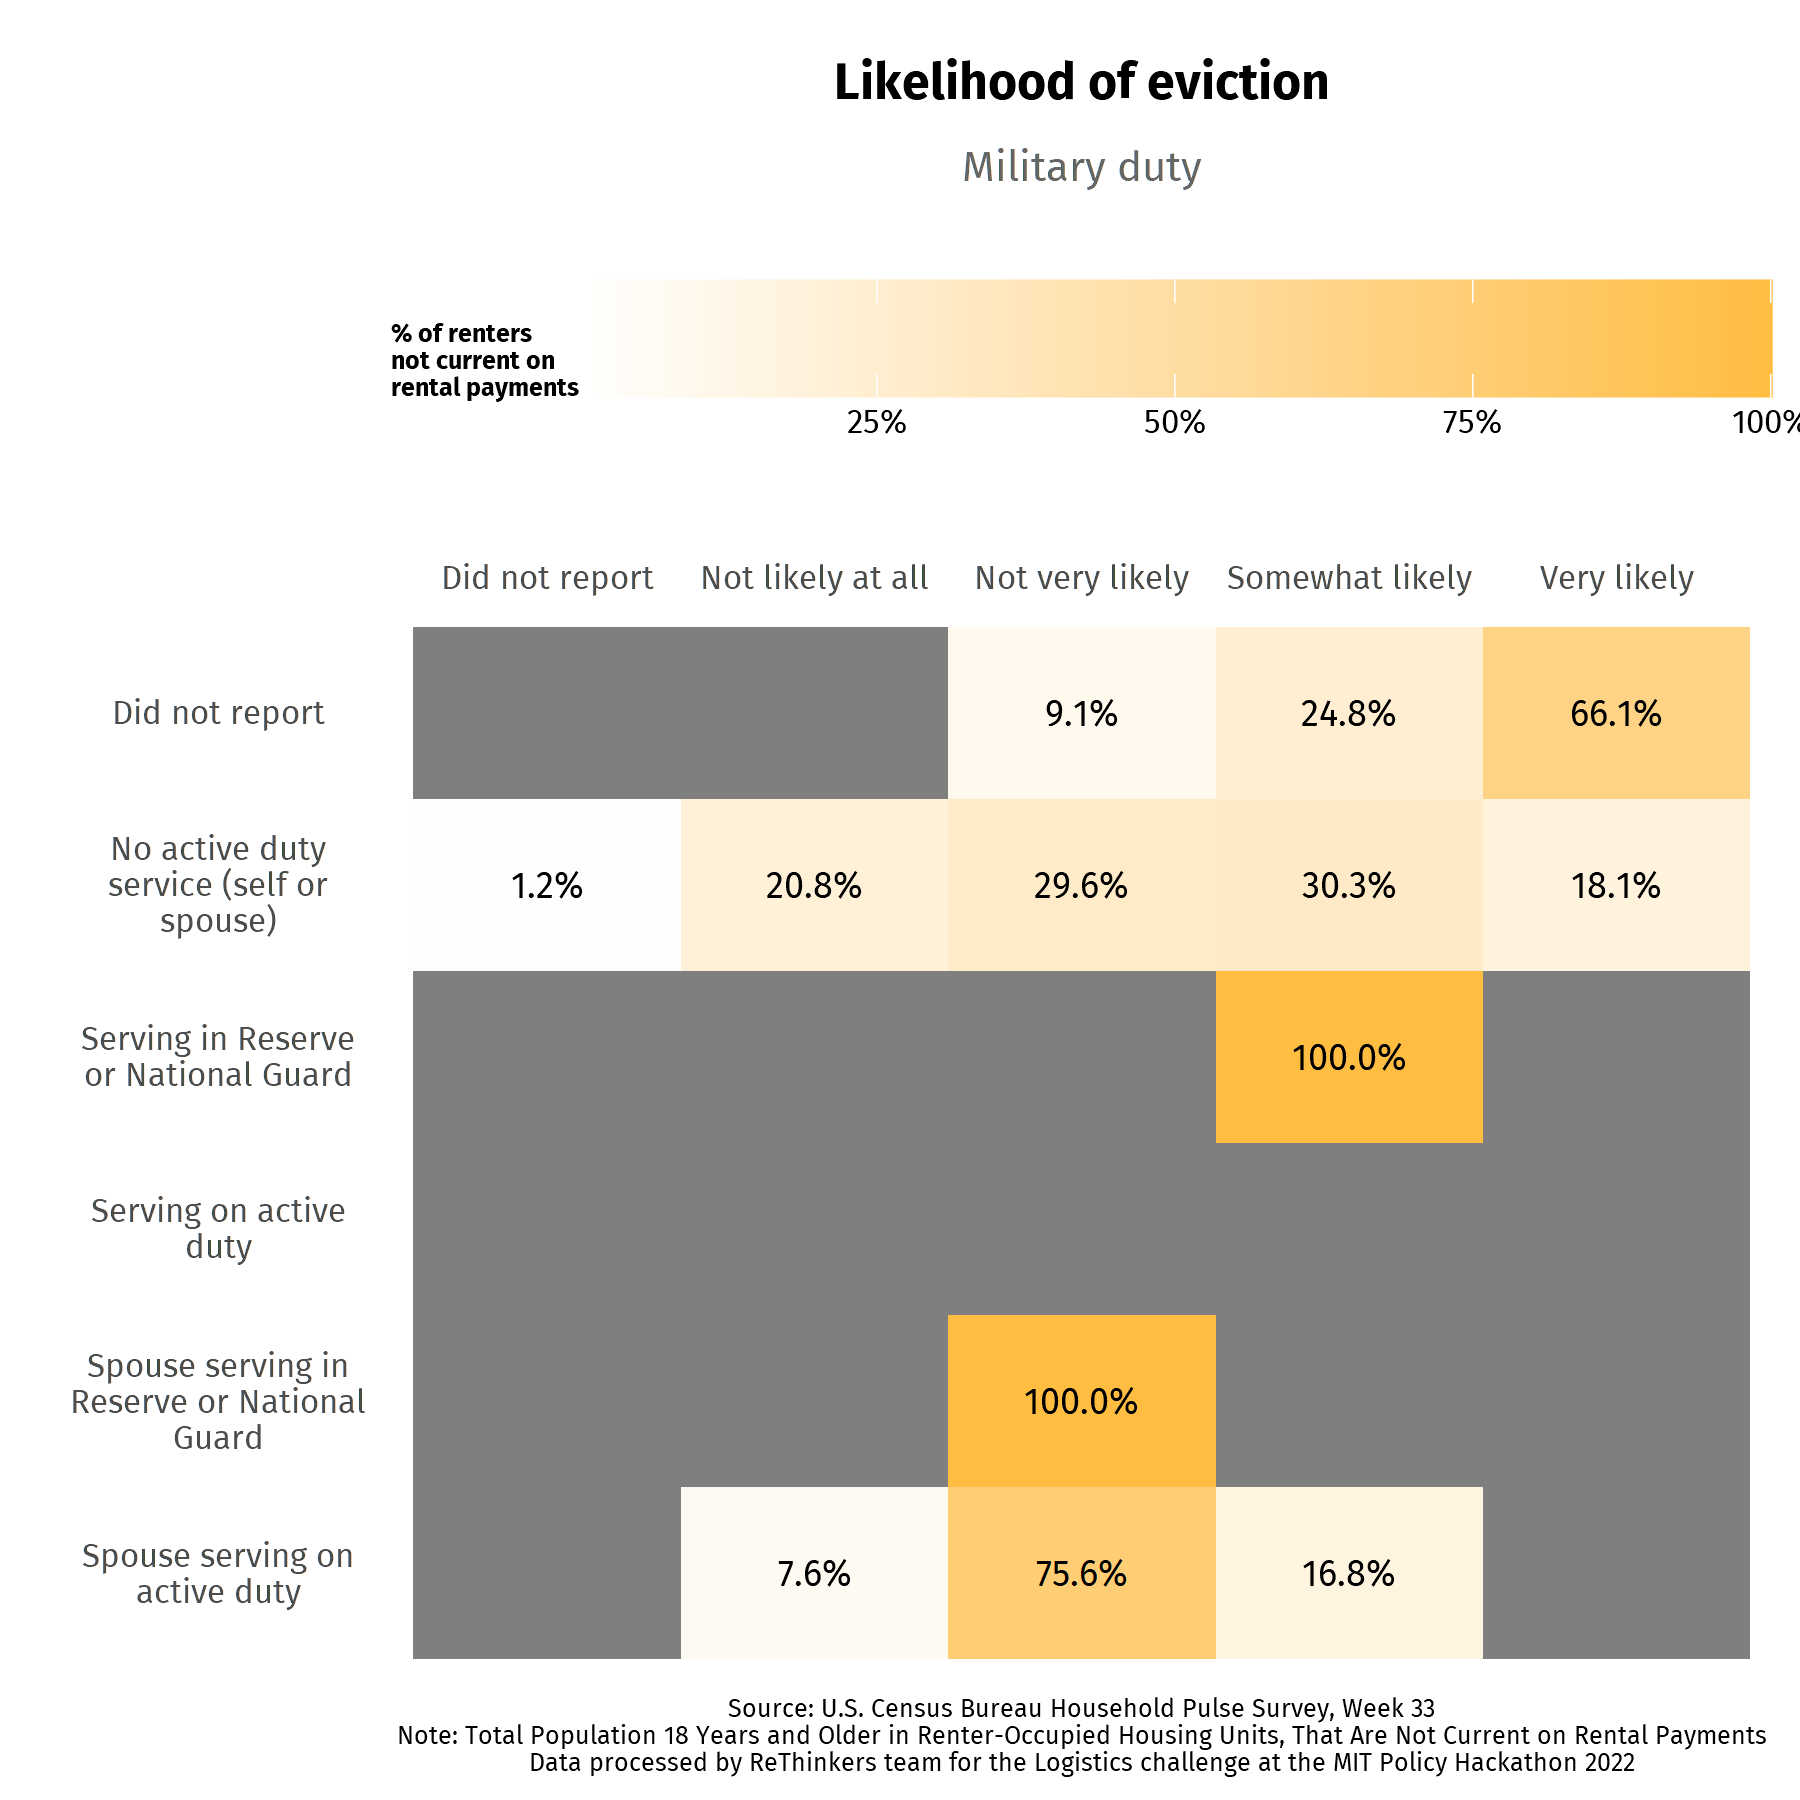 Likelihood of eviction
Military duty
% of renters
not current on
rental payments
25% 50% 75% 100%
Did not report Not likely at all Not very likely Somewhat likely Very likely
Did not report
9.1% 24.8% 66.1%
No active duty
service (self or
spouse)
1.2% 20.8% 29.6% 30.3% 18.1%
Serving in Reserve
or National Guard
100.0%
Serving on active
duty
Spouse serving in
Reserve or National
Guard
100.0%
Spouse serving on
active duty
7.6% 75.6% 16.8%
Source: U.S. Census Bureau Household Pulse Survey, Week 33
Note: Total Population 18 Years and Older in Renter-Occupied Housing Units, That Are Not Current on Rental Payments
Data processed by ReThinkers team for the Logistics challenge at the MIT Policy Hackathon 2022